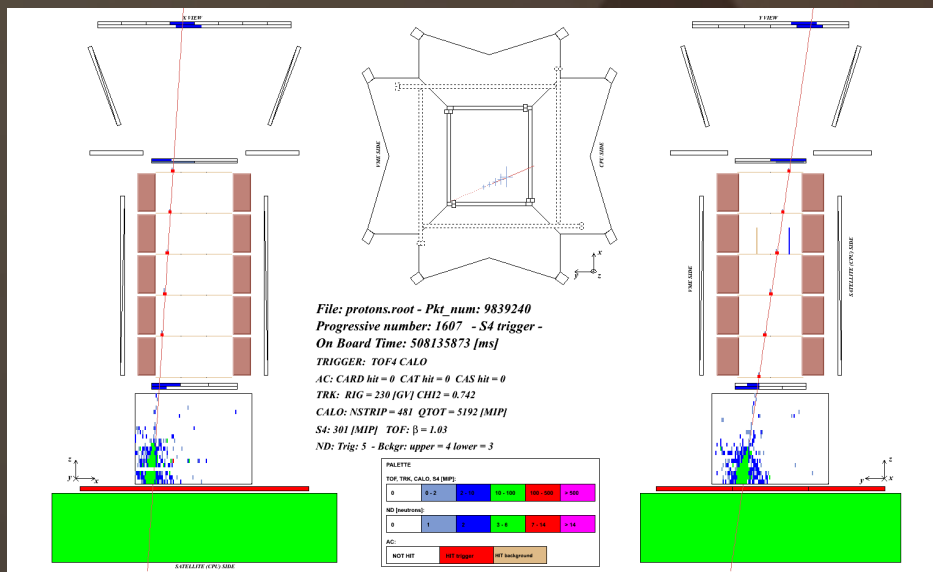 X VIEW
Y VIEW
VME SIDE
CPU SIDE
x
y
z
VME SIDE
SATELLITE (CPU) SIDE
File: protons.root - Pkt_num: 9839240
Progressive number: 1607 - S4 trigger -
On Board Time: 508135873 [ms]
TRIGGER: TOF4 CALO
AC: CARD hit = 0 CAT hit = 0 CAS hit = 0
TRK: RIG = 230 [GV] CHI2 = 0.742
CALO: NSTRIP = 481 QTOT = 5192 [MIP]
S4: 301 [MIP] TOF: β = 1.03
ND: Trig: 5 - Bckgr: upper = 4 lower = 3
z
y x
z
y x
PALETTE
TOF, TRK, CALO, S4 [MIP]:
0 0 - 2 10 - 100 > 500
ND [neutrons]:
0 1 7 - 14 > 14
AC:
NOT HIT HIT trigger HIT background
SATELLITE (CPU) SIDE